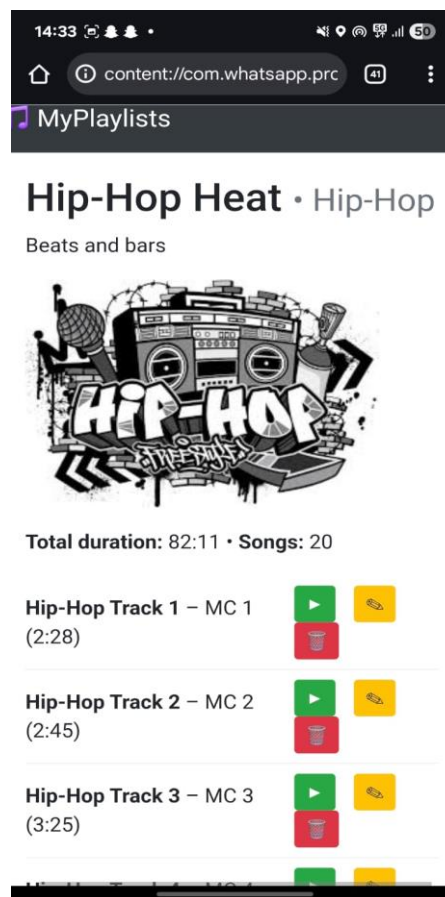 14:33
50
content://com.whatsapp.prc
41
MyPlaylists
Hip-Hop Heat • Hip-Hop
Beats and bars
HIP-HOP
FREESTYLE
Total duration: 82:11 • Songs: 20
Hip-Hop Track 1 – MC 1
(2:28)
Hip-Hop Track 2 – MC 2
(2:45)
Hip-Hop Track 3 – MC 3
(3:25)